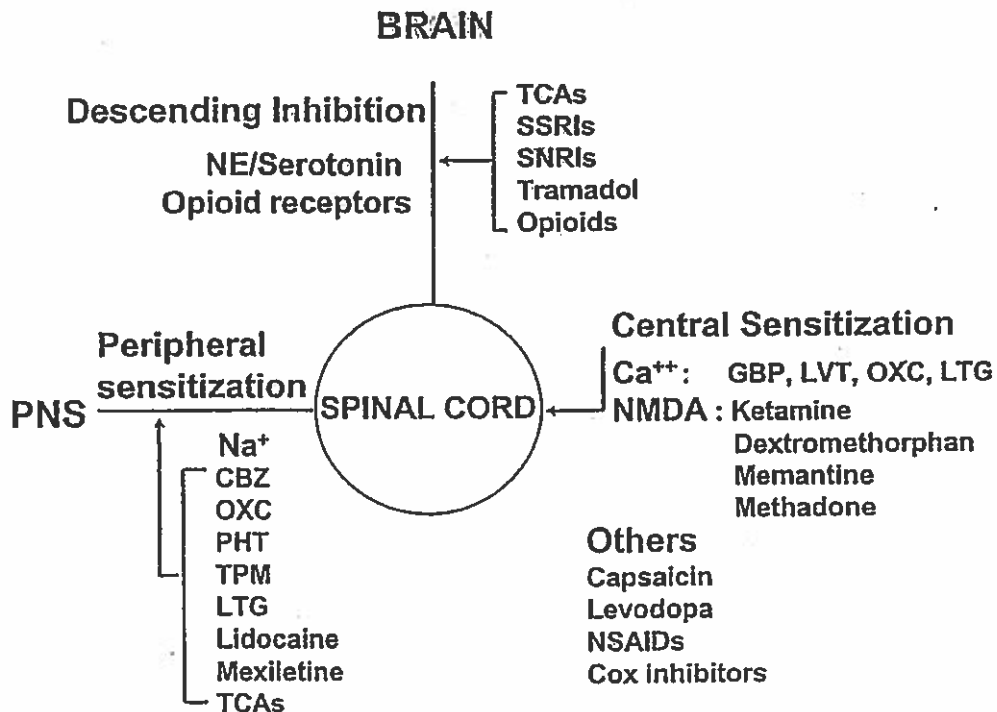 BRAIN
Descending Inhibition
NE/Serotonin
Opioid receptors
TCAs
SSRIs
SNRIs
Tramadol
Opioids
Peripheral
sensitization
PNS
SPINAL CORD
Na⁺
CBZ
OXC
PHT
TPM
LTG
Lidocaine
Mexiletine
TCAs
Central Sensitization
Ca⁺⁺: GBP, LVT, OXC, LTG
NMDA : Ketamine
Dextromethorphan
Memantine
Methadone
Others
Capsaicin
Levodopa
NSAIDs
Cox inhibitors